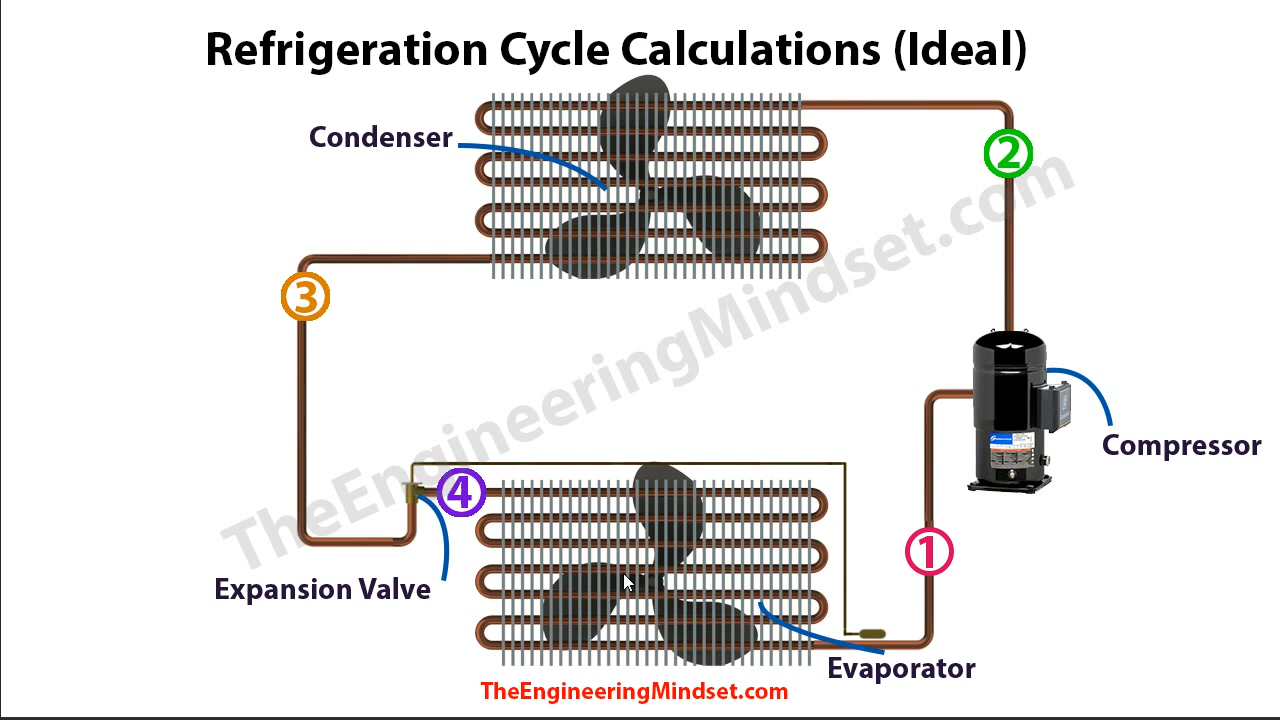 Refrigeration Cycle Calculations (Ideal)
Condenser
2
3
TheEngineeringMindset.com
Compressor
4
1
Expansion Valve
Evaporator
TheEngineeringMindset.com